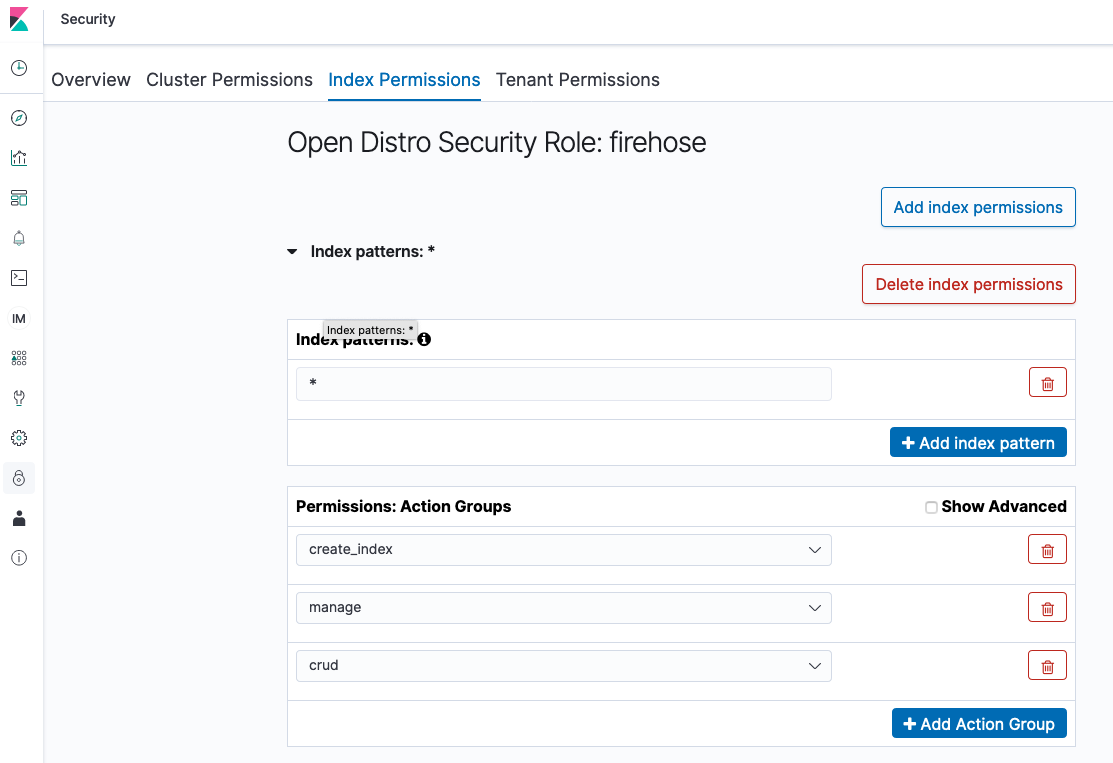 Security
Overview Cluster Permissions Index Permissions Tenant Permissions
Open Distro Security Role: firehose
Add index permissions
Index patterns: *
Delete index permissions
Index patterns: *
Index patterns:
*
Add index pattern
Permissions: Action Groups Show Advanced
create_index
IM
manage
crud
Add Action Group